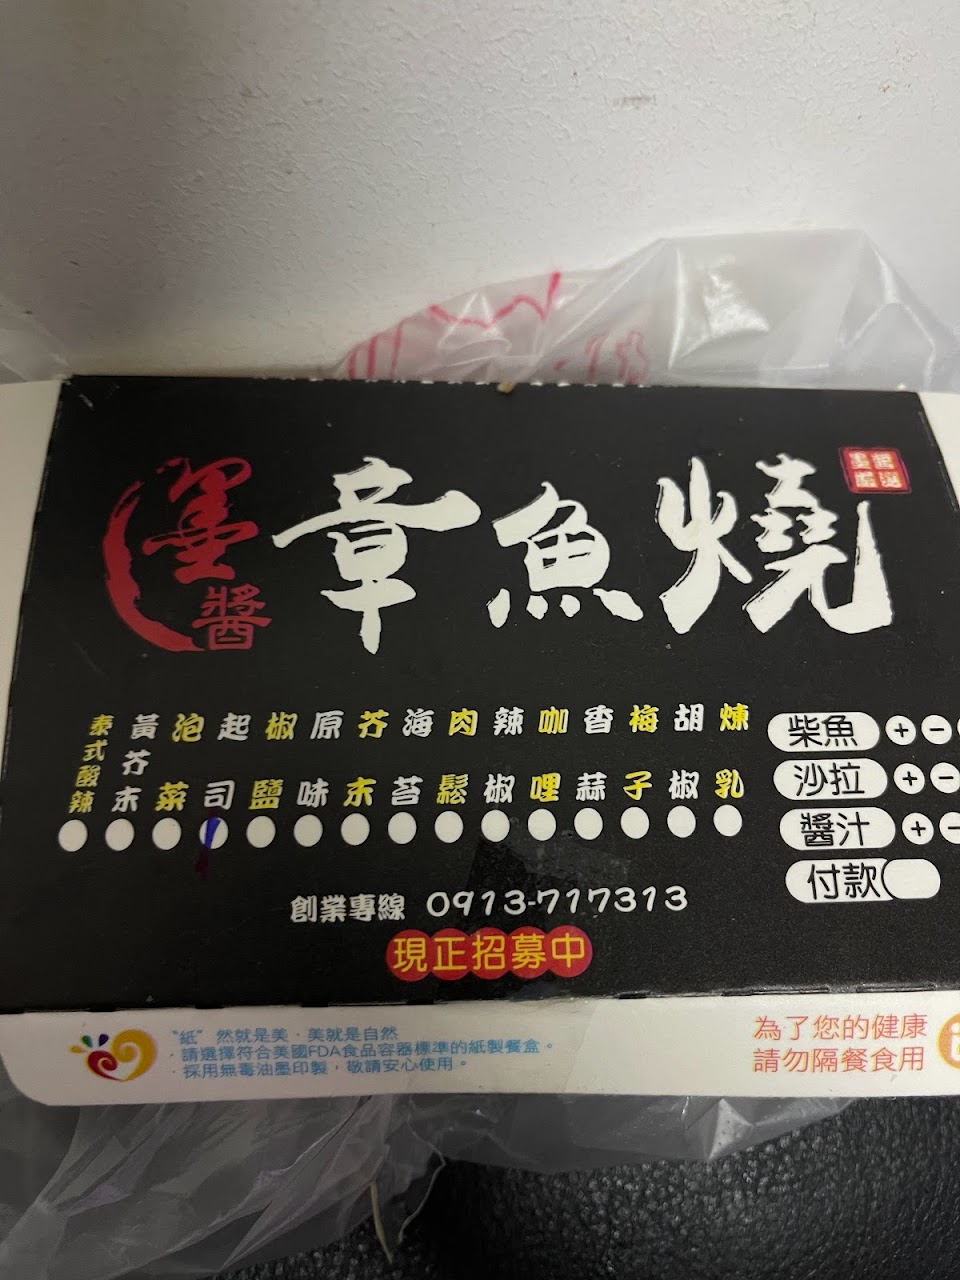 墨
醬
章魚燒
泰式酸辣
黃芥末
泡菜
起司
椒鹽
原味
芥末
海苔
肉鬆
辣椒
咖哩
香蒜
梅子
胡椒
煉乳
柴魚 + −
沙拉 + −
醬汁 + −
付款
創業專線 0913-717313
現正招募中
"紙" 然就是美．美就是自然
．請選擇符合美國FDA食品容器標準的紙製餐盒。
．採用無毒油墨印製，敬請安心使用。
為了您的健康
請勿隔餐食用